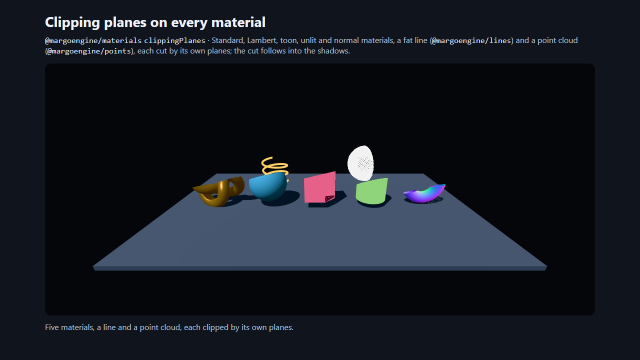 Clipping planes on every material
@margoengine/materials clippingPlanes · Standard, Lambert, toon, unlit and normal materials, a fat line (@margoengine/lines) and a point cloud
(@margoengine/points), each cut by its own planes; the cut follows into the shadows.
Five materials, a line and a point cloud, each clipped by its own planes.